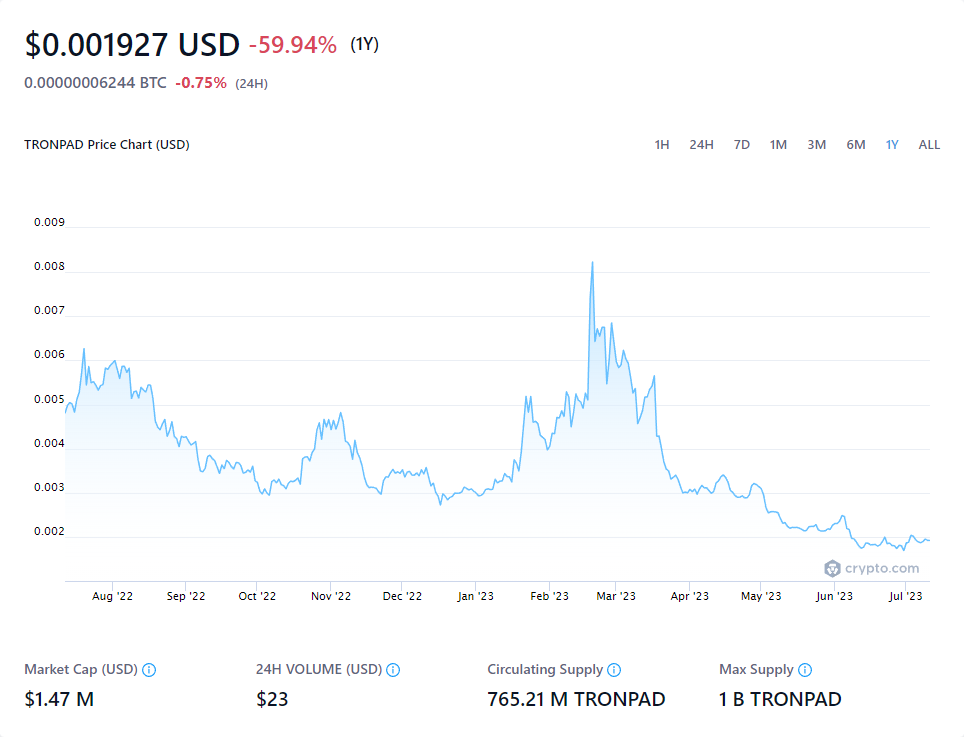 $0.001927 USD -59.94% (1Y)
0.00000006244 BTC -0.75% (24H)
TRONPAD Price Chart (USD) 1H 24H 7D 1M 3M 6M 1Y ALL
0.009
0.008
0.007
0.006
0.005
0.004
0.003
0.002
crypto.com
Aug '22 Sep '22 Oct '22 Nov '22 Dec '22 Jan '23 Feb '23 Mar '23 Apr '23 May '23 Jun '23 Jul '23
Market Cap (USD) 24H VOLUME (USD) Circulating Supply Max Supply
$1.47 M $23 765.21 M TRONPAD 1 B TRONPAD